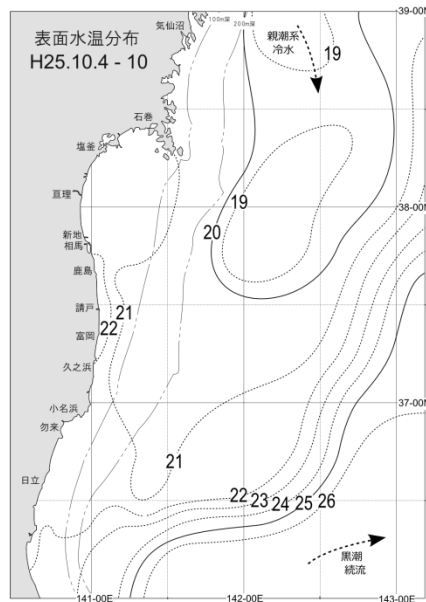 表面水温分布
H25.10.4 - 10
気仙沼
100m深
200m深
39-00N
親潮系
冷水
19
石巻
塩釜
亘理
19
38-00N
20
新地
相馬
鹿島
請戸
21
22
富岡
久之浜
37-00N
小名浜
勿来
21
日立
22
23
24
25
26
黒潮
続流
141-00E
142-00E
143-00E